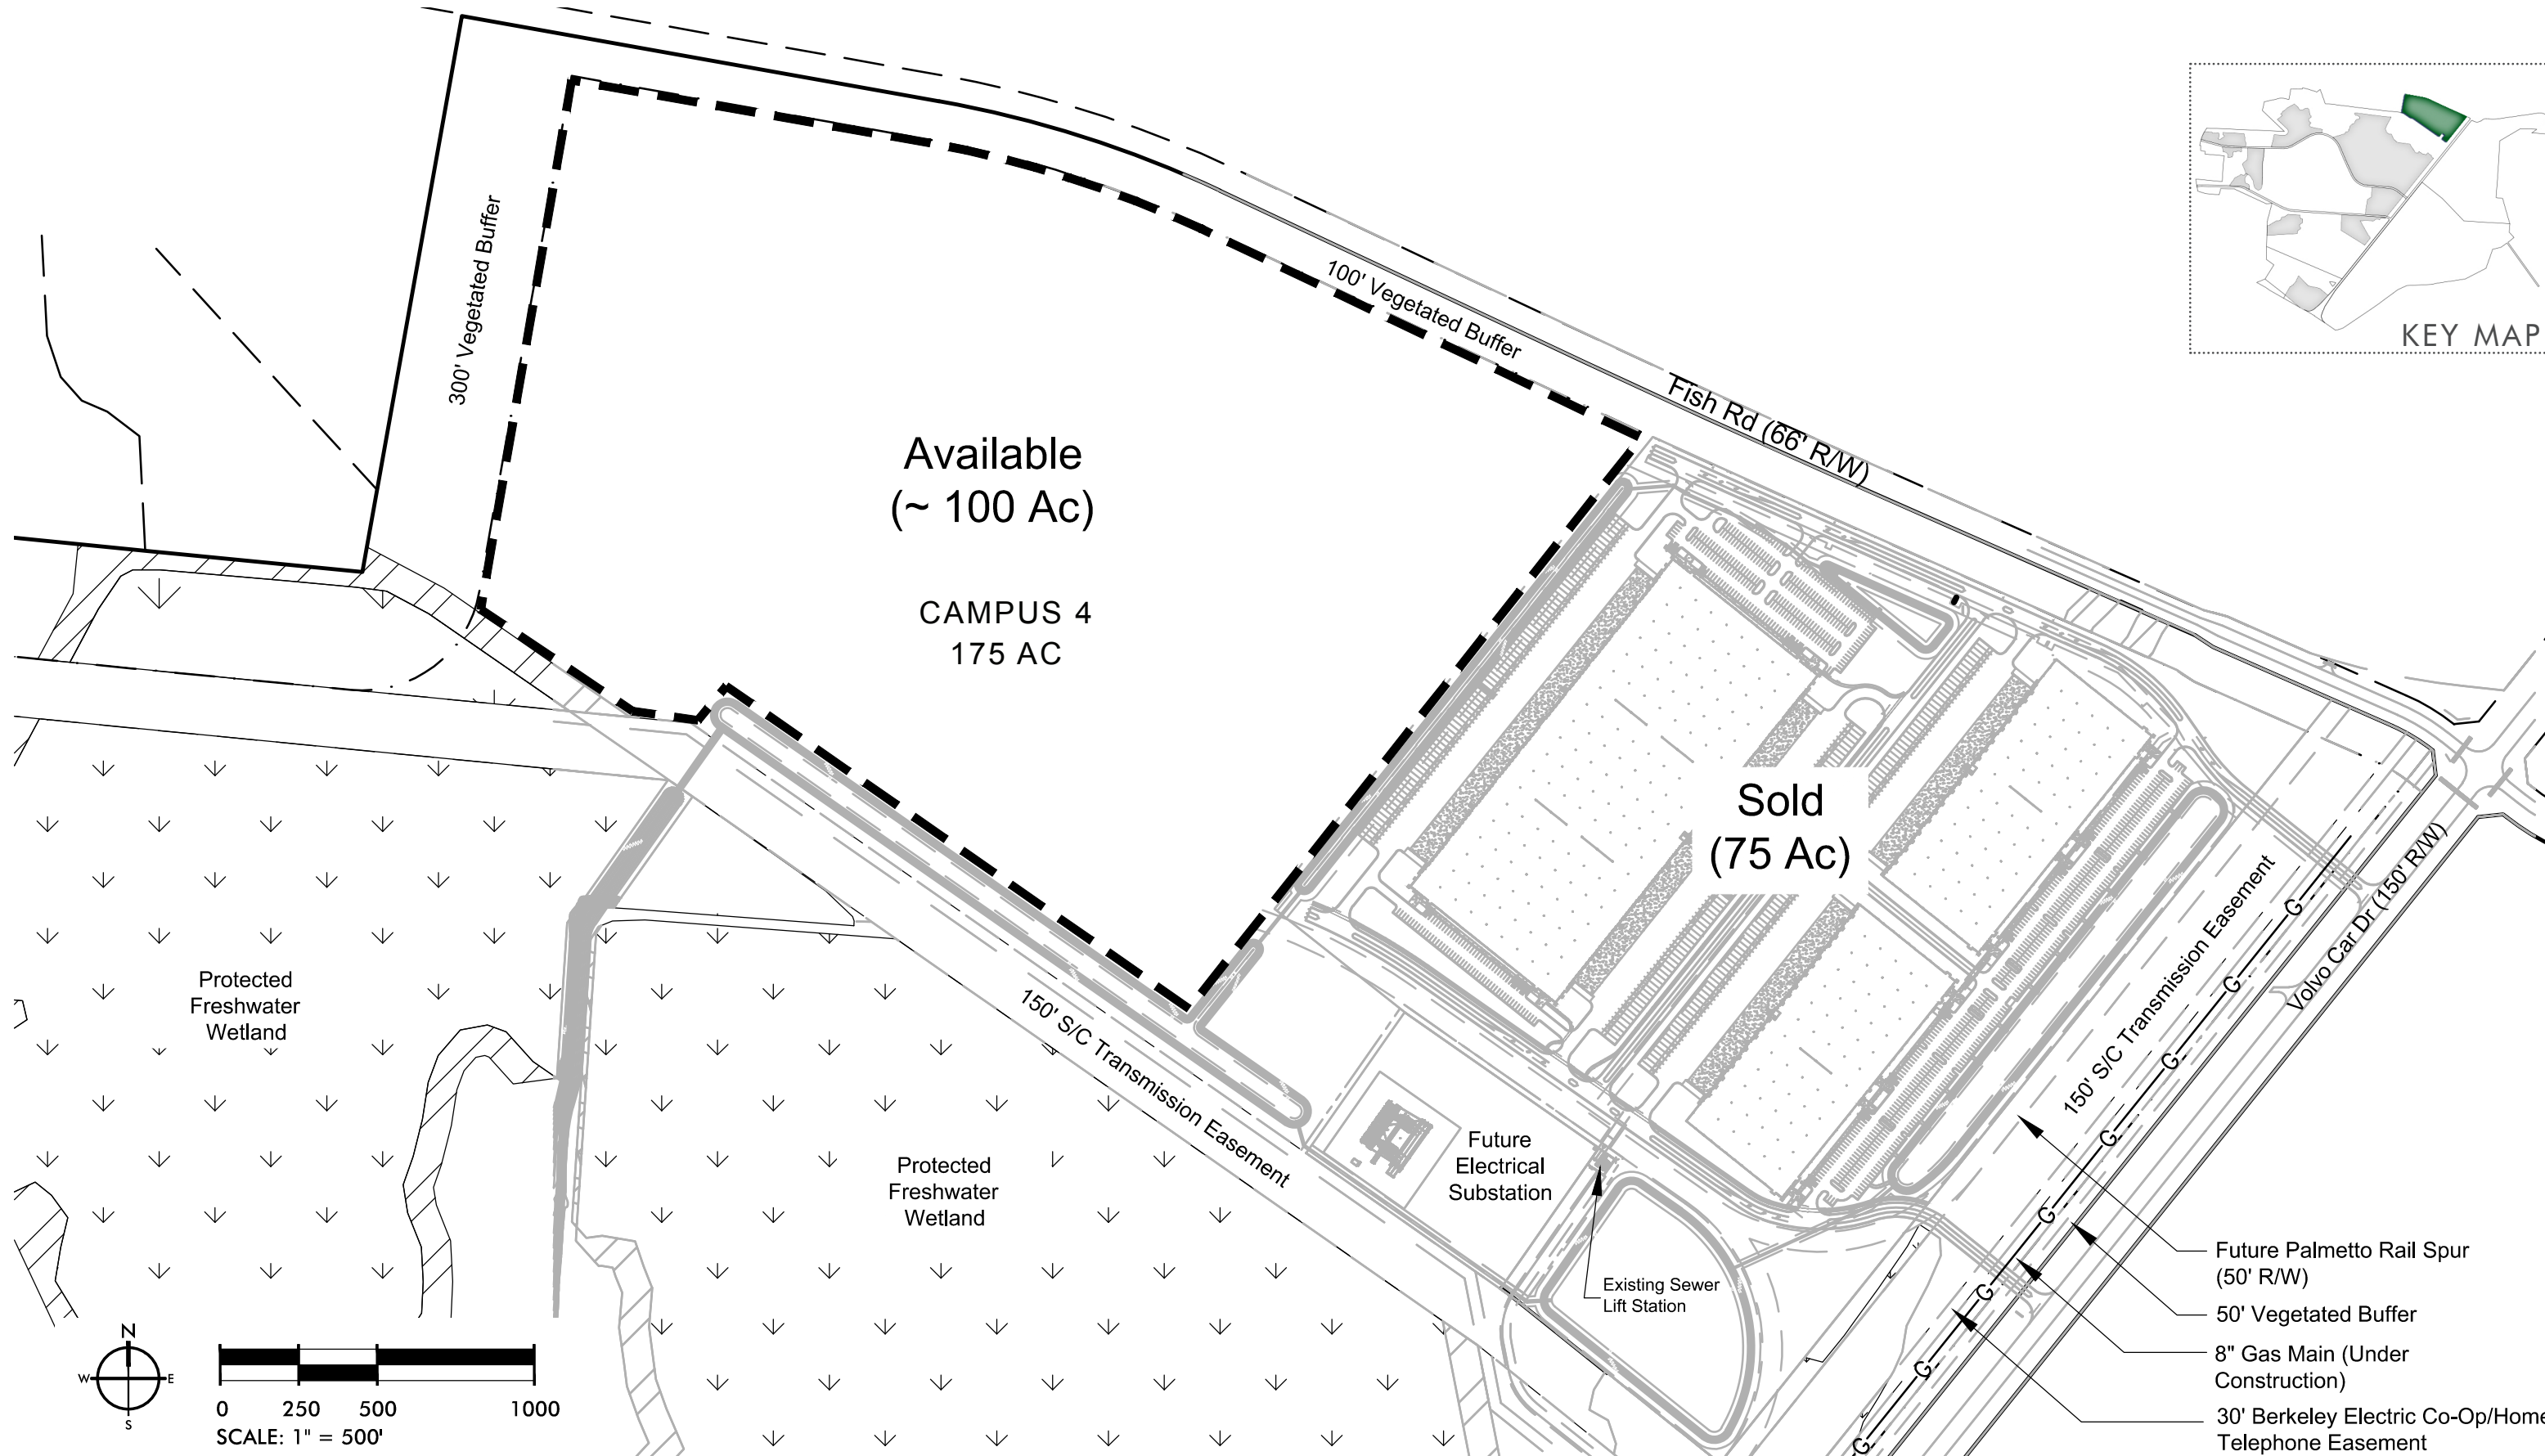 KEY MAP
300' Vegetated Buffer
100' Vegetated Buffer
Fish Rd (66' R/W)
Available
(~ 100 Ac)
CAMPUS 4
175 AC
Sold
(75 Ac)
150' S/C Transmission Easement
Volvo Car Dr (150' R/W)
G
G
G
G
G
G
G
G
Protected
Freshwater
Wetland
150' S/C Transmission Easement
Protected
Freshwater
Wetland
Future
Electrical
Substation
Existing Sewer
Lift Station
Future Palmetto Rail Spur
(50' R/W)
50' Vegetated Buffer
8" Gas Main (Under
Construction)
30' Berkeley Electric Co-Op/Home
Telephone Easement
N
W
E
S
0 250 500 1000
SCALE: 1" = 500'